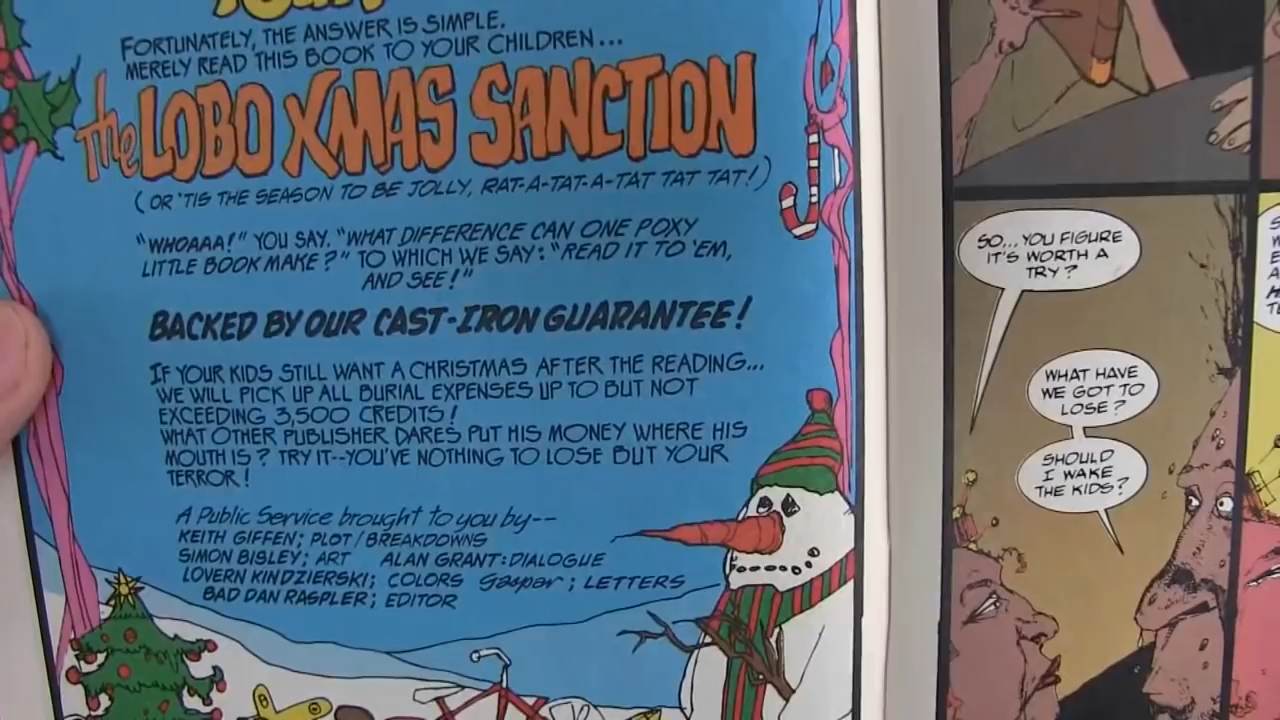 FORTUNATELY, THE ANSWER IS SIMPLE.
MERELY READ THIS BOOK TO YOUR CHILDREN...
the LOBO XMAS SANCTION
(OR 'TIS THE SEASON TO BE JOLLY, RAT-A-TAT-A-TAT TAT TAT!)
"WHOAAA!" YOU SAY. "WHAT DIFFERENCE CAN ONE POXY
LITTLE BOOK MAKE?" TO WHICH WE SAY: "READ IT TO 'EM,
AND SEE!"
BACKED BY OUR CAST-IRON GUARANTEE!
IF YOUR KIDS STILL WANT A CHRISTMAS AFTER THE READING...
WE WILL PICK UP ALL BURIAL EXPENSES UP TO BUT NOT
EXCEEDING 3,500 CREDITS!
WHAT OTHER PUBLISHER DARES PUT HIS MONEY WHERE HIS
MOUTH IS? TRY IT--YOU'VE NOTHING TO LOSE BUT YOUR
TERROR!
A Public Service brought to you by--
KEITH GIFFEN; PLOT/BREAKDOWNS
SIMON BISLEY; ART ALAN GRANT: DIALOGUE
LOVERN KINDZIERSKI; COLORS Gaspar; LETTERS
BAD DAN RASPLER; EDITOR
SO... YOU FIGURE
IT'S WORTH A
TRY?
WHAT HAVE
WE GOT TO
LOSE?
SHOULD
I WAKE
THE KIDS?